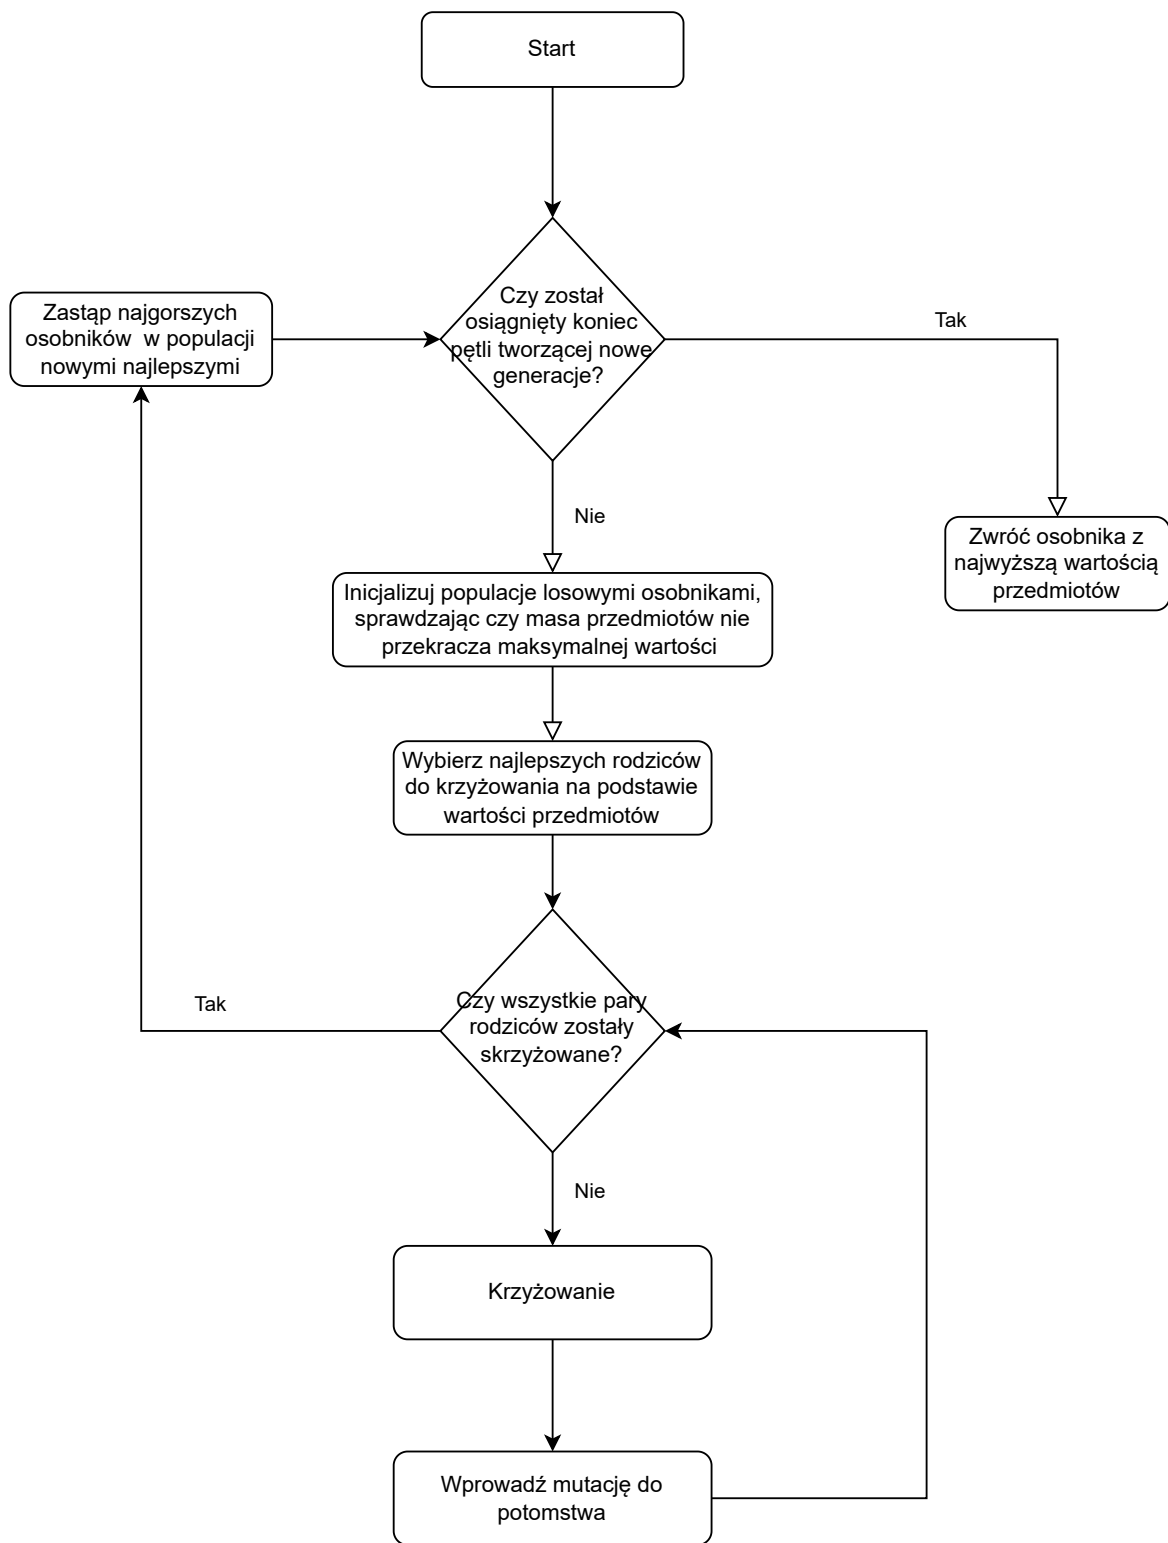 Start
Czy został
osiągnięty koniec
pętli tworzącej nowe
generacje?
Zastąp najgorszych
osobników w populacji
nowymi najlepszymi
Tak
Nie
Zwróć osobnika z
najwyższą wartością
przedmiotów
Inicjalizuj populacje losowymi osobnikami,
sprawdzając czy masa przedmiotów nie
przekracza maksymalnej wartości
Wybierz najlepszych rodziców
do krzyżowania na podstawie
wartości przedmiotów
Czy wszystkie pary
rodziców zostały
skrzyżowane?
Tak
Nie
Krzyżowanie
Wprowadź mutację do
potomstwa